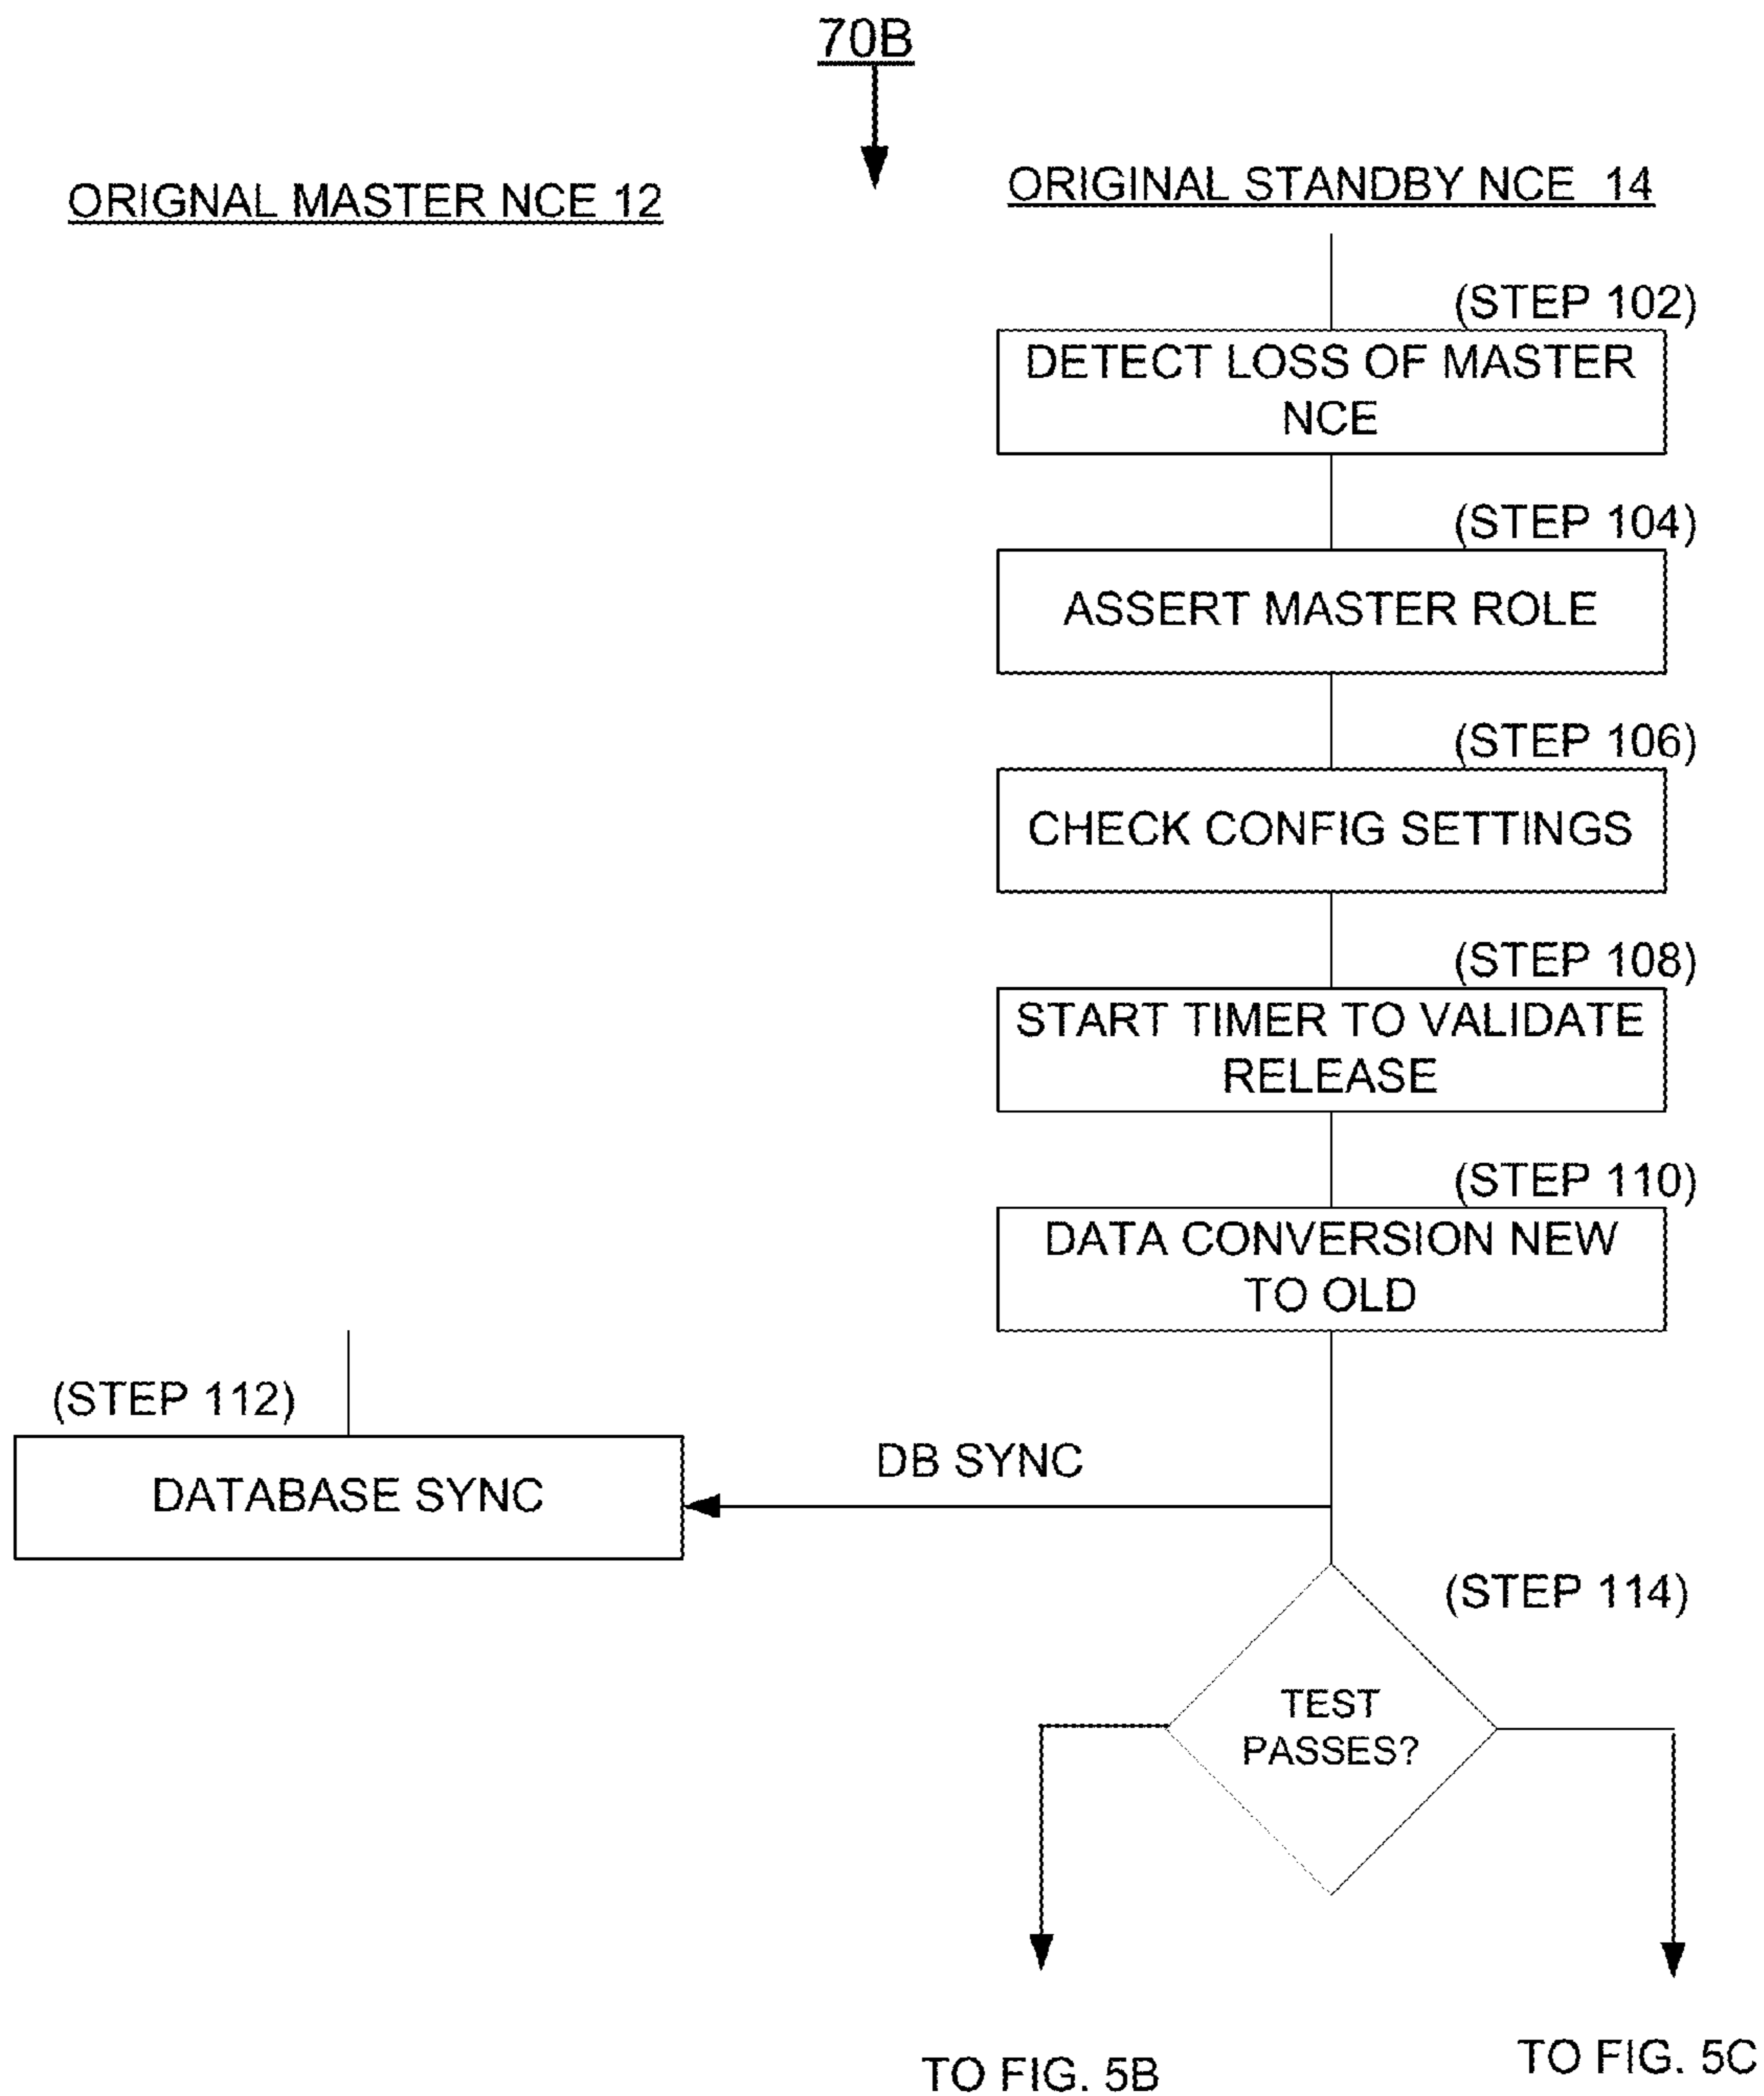 70B
ORIGNAL MASTER NCE 12
ORIGINAL STANDBY NCE 14
(STEP 102)
DETECT LOSS OF MASTER
NCE
(STEP 104)
ASSERT MASTER ROLE
(STEP 106)
CHECK CONFIG SETTINGS
(STEP 108)
START TIMER TO VALIDATE
RELEASE
(STEP 110)
DATA CONVERSION NEW
TO OLD
(STEP 112)
DATABASE SYNC
DB SYNC
(STEP 114)
TEST
PASSES?
TO FIG. 5B
TO FIG. 5C